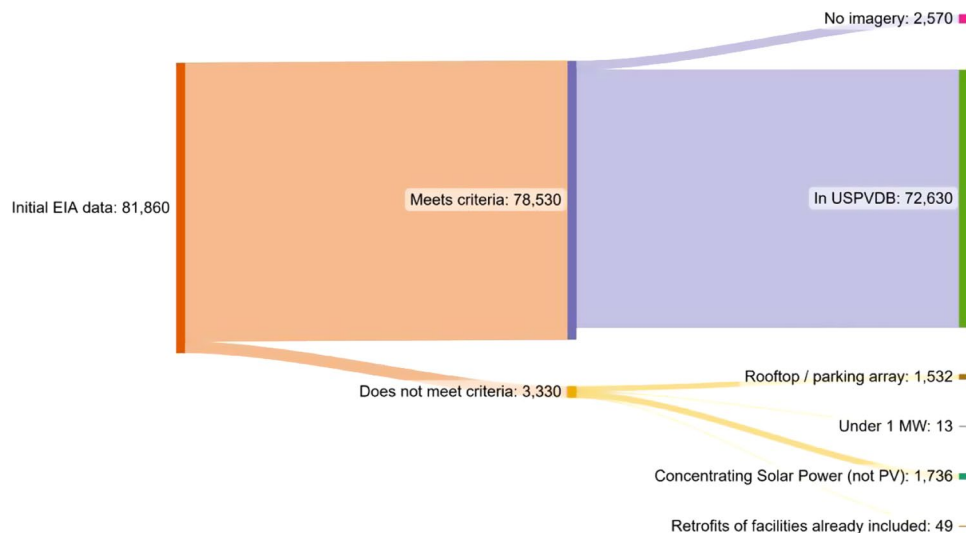 No imagery: 2,570
Initial EIA data: 81,860
Meets criteria: 78,530
In USPVDB: 72,630
Does not meet criteria: 3,330
Rooftop / parking array: 1,532
Under 1 MW: 13
Concentrating Solar Power (not PV): 1,736
Retrofits of facilities already included: 49